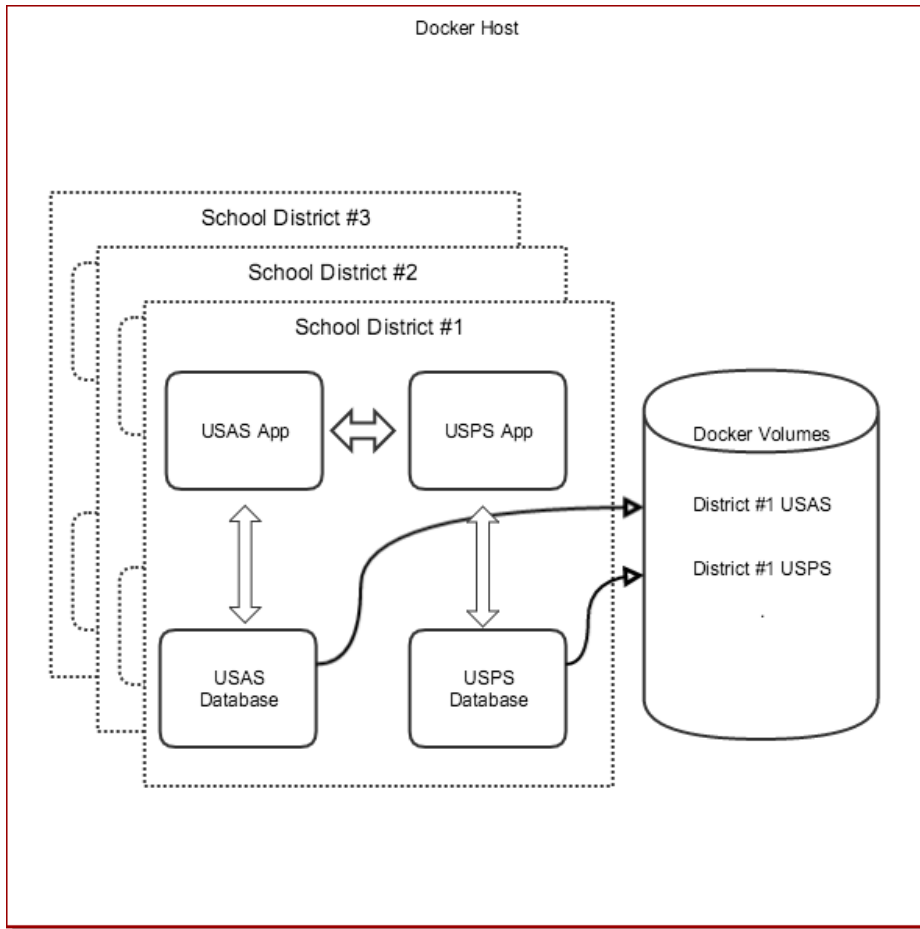 Docker Host
School District #3
School District #2
School District #1
USAS App
USPS App
Docker Volumes
District #1 USAS
District #1 USPS
.
USAS
Database
USPS
Database